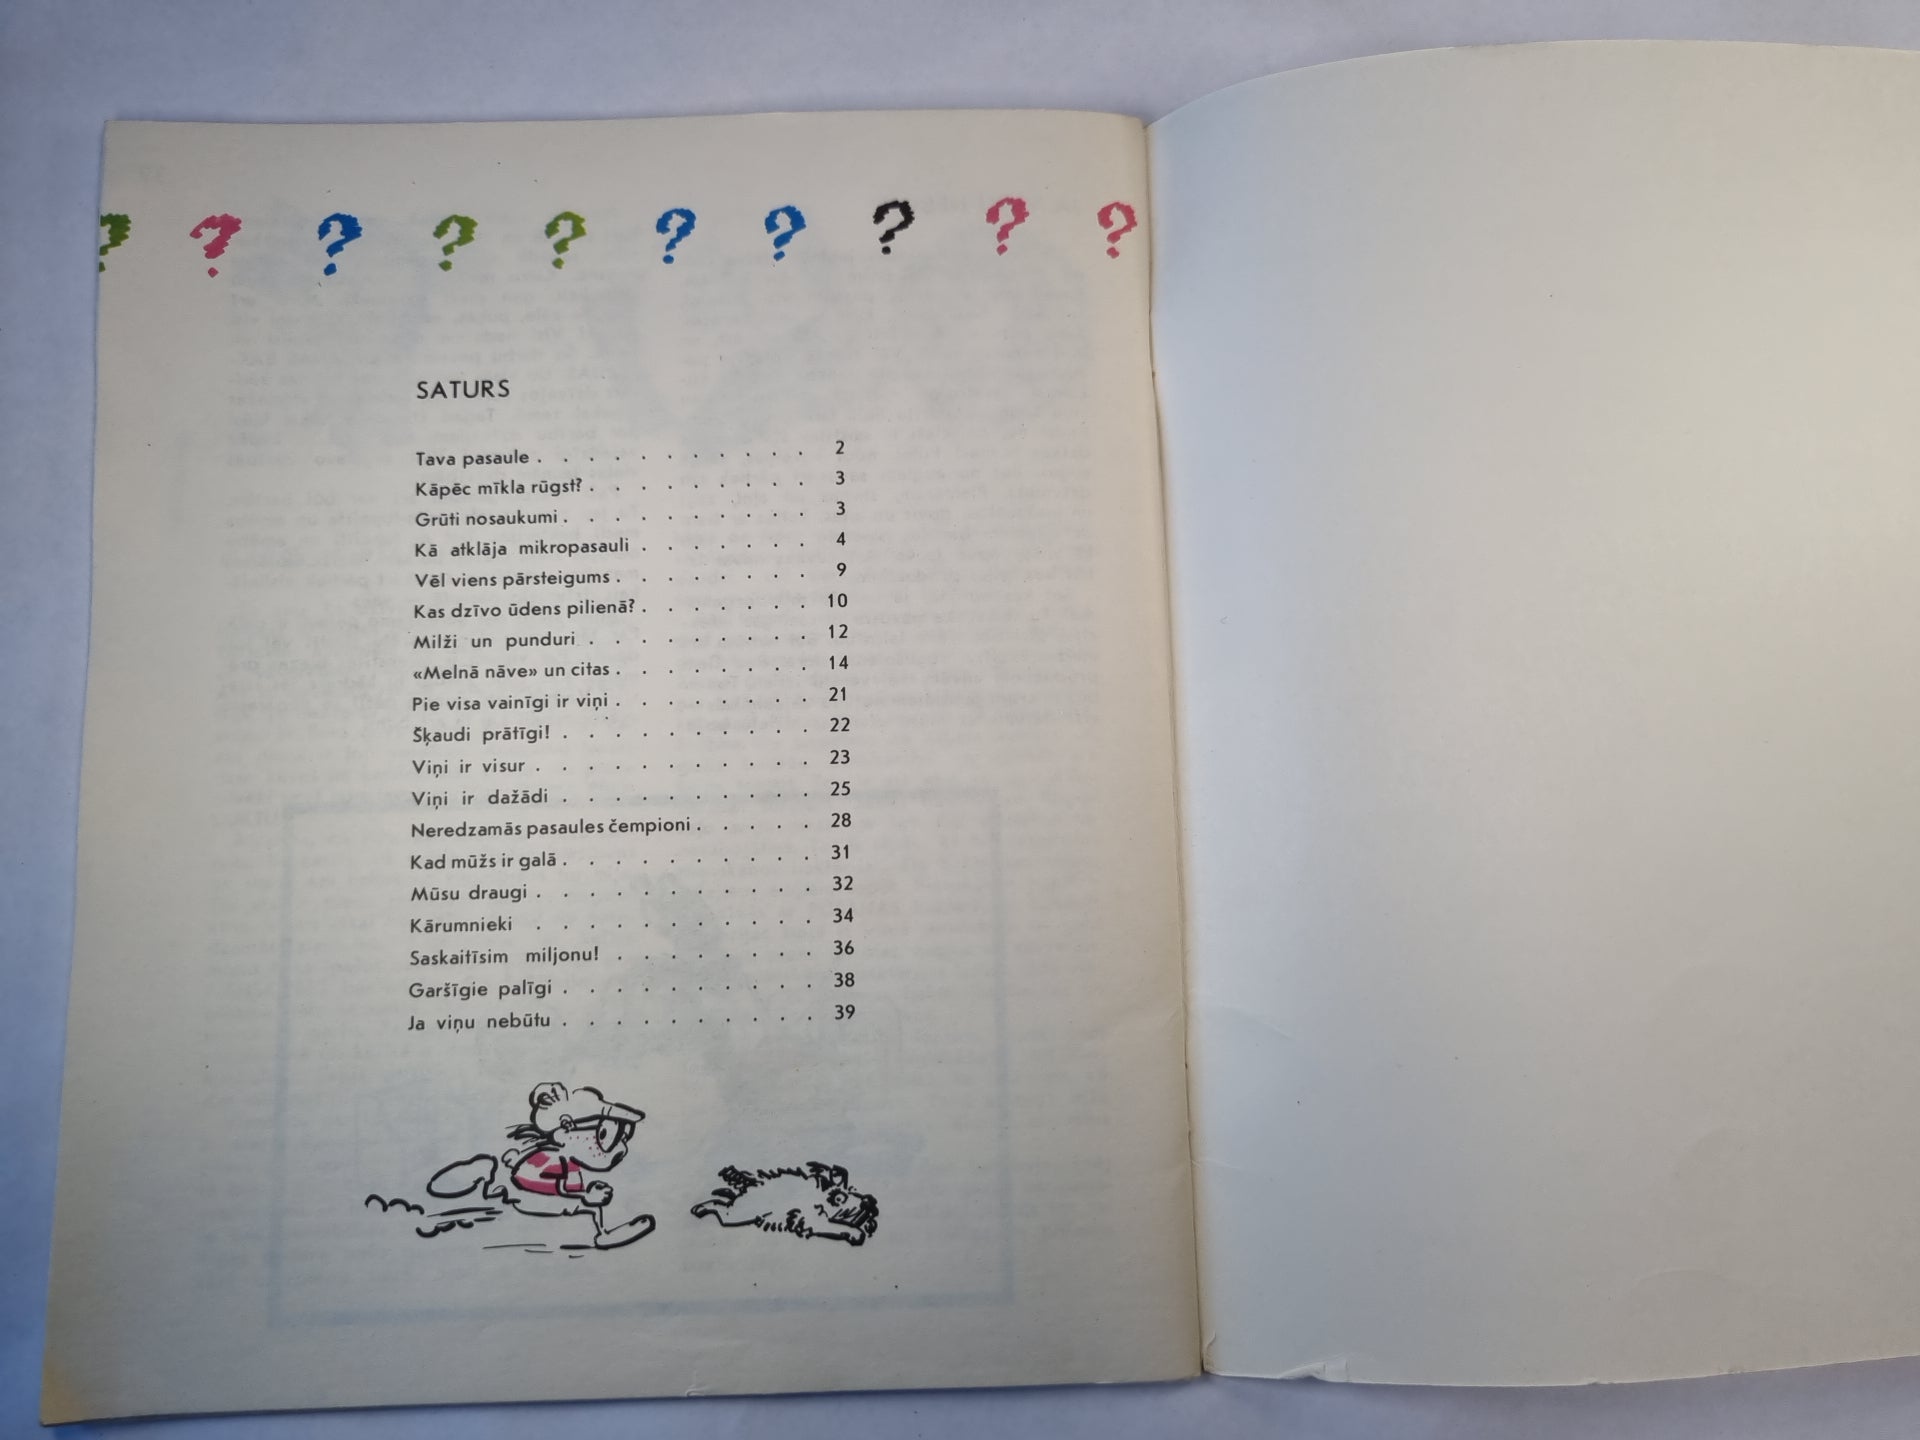 ? ? ? ? ? ? ? ? ? ?
SATURS
Tava pasaule . . . . . . . . . . . 2
Kāpēc mīkla rūgst? . . . . . . . . . 3
Grūti nosaukumi . . . . . . . . . . 3
Kā atklāja mikropasauli . . . . . . . 4
Vēl viens pārsteigums . . . . . . . . 9
Kas dzīvo ūdens pilienā? . . . . . . . 10
Milži un punduri . . . . . . . . . 12
«Melnā nāve» un citas . . . . . . . . 14
Pie visa vainīgi ir viņi . . . . . . . . 21
Šķaudi prātīgi! . . . . . . . . . . 22
Viņi ir visur . . . . . . . . . . . 23
Viņi ir dažādi . . . . . . . . . . 25
Neredzamās pasaules čempioni . . . . . 28
Kad mūžs ir galā . . . . . . . . . . 31
Mūsu draugi . . . . . . . . . . . 32
Kārumnieki . . . . . . . . . . . 34
Saskaitīsim miljonu! . . . . . . . . 36
Garšīgie palīgi . . . . . . . . . . 38
Ja viņu nebūtu . . . . . . . . . . 39